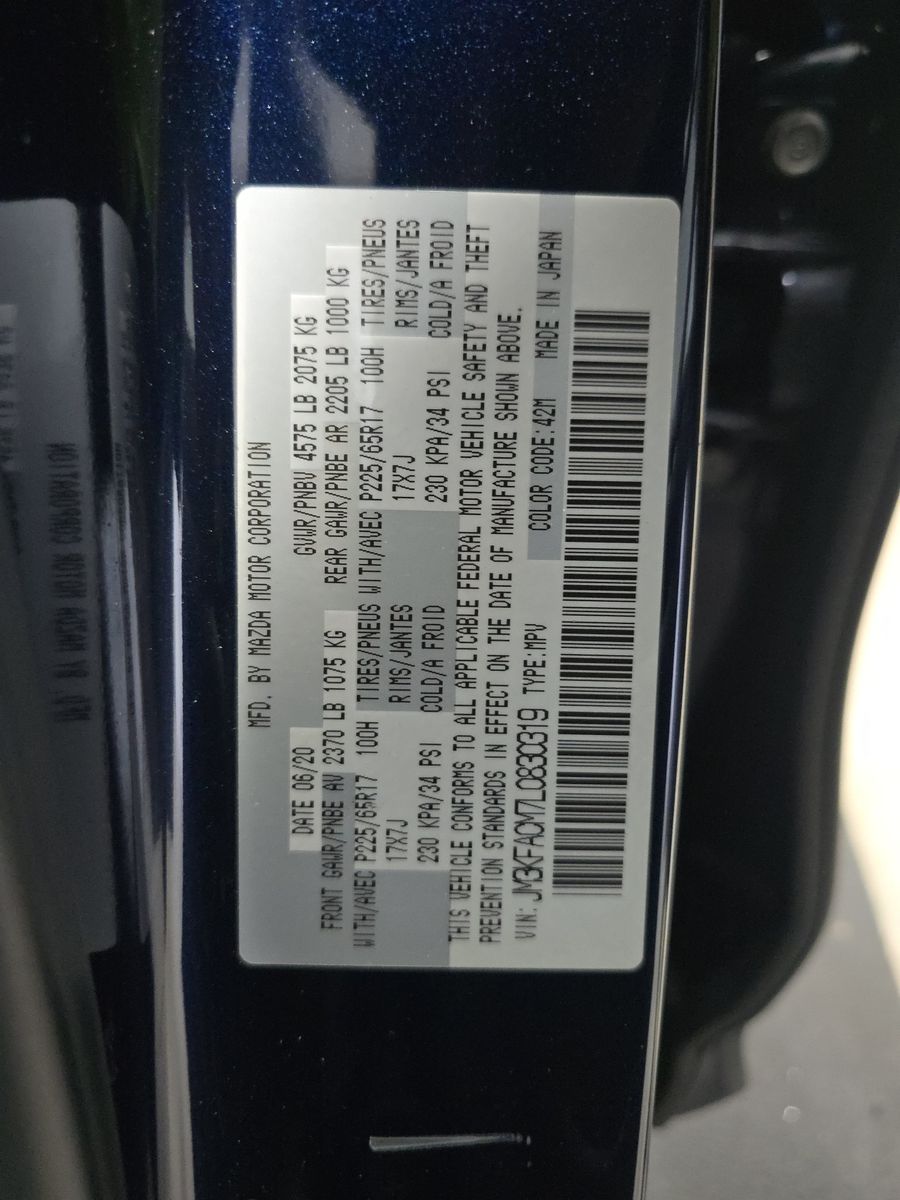 MFD. BY MAZDA MOTOR CORPORATION
DATE 06/20 GVWR/PNBV 4575 LB 2075 KG
FRONT GAWR/PNBE AV 2370 LB 1075 KG REAR GAWR/PNBE AR 2205 LB 1000 KG
WITH/AVEC P225/65R17 100H TIRES/PNEUS WITH/AVEC P225/65R17 100H TIRES/PNEUS
17X7J RIMS/JANTES 17X7J RIMS/JANTES
230 KPA/34 PSI COLD/A FROID 230 KPA/34 PSI COLD/A FROID
THIS VEHICLE CONFORMS TO ALL APPLICABLE FEDERAL MOTOR VEHICLE SAFETY AND THEFT
PREVENTION STANDARDS IN EFFECT ON THE DATE OF MANUFACTURE SHOWN ABOVE.
VIN: JM3KFACM7L0830319 TYPE:MPV COLOR CODE:42M MADE IN JAPAN